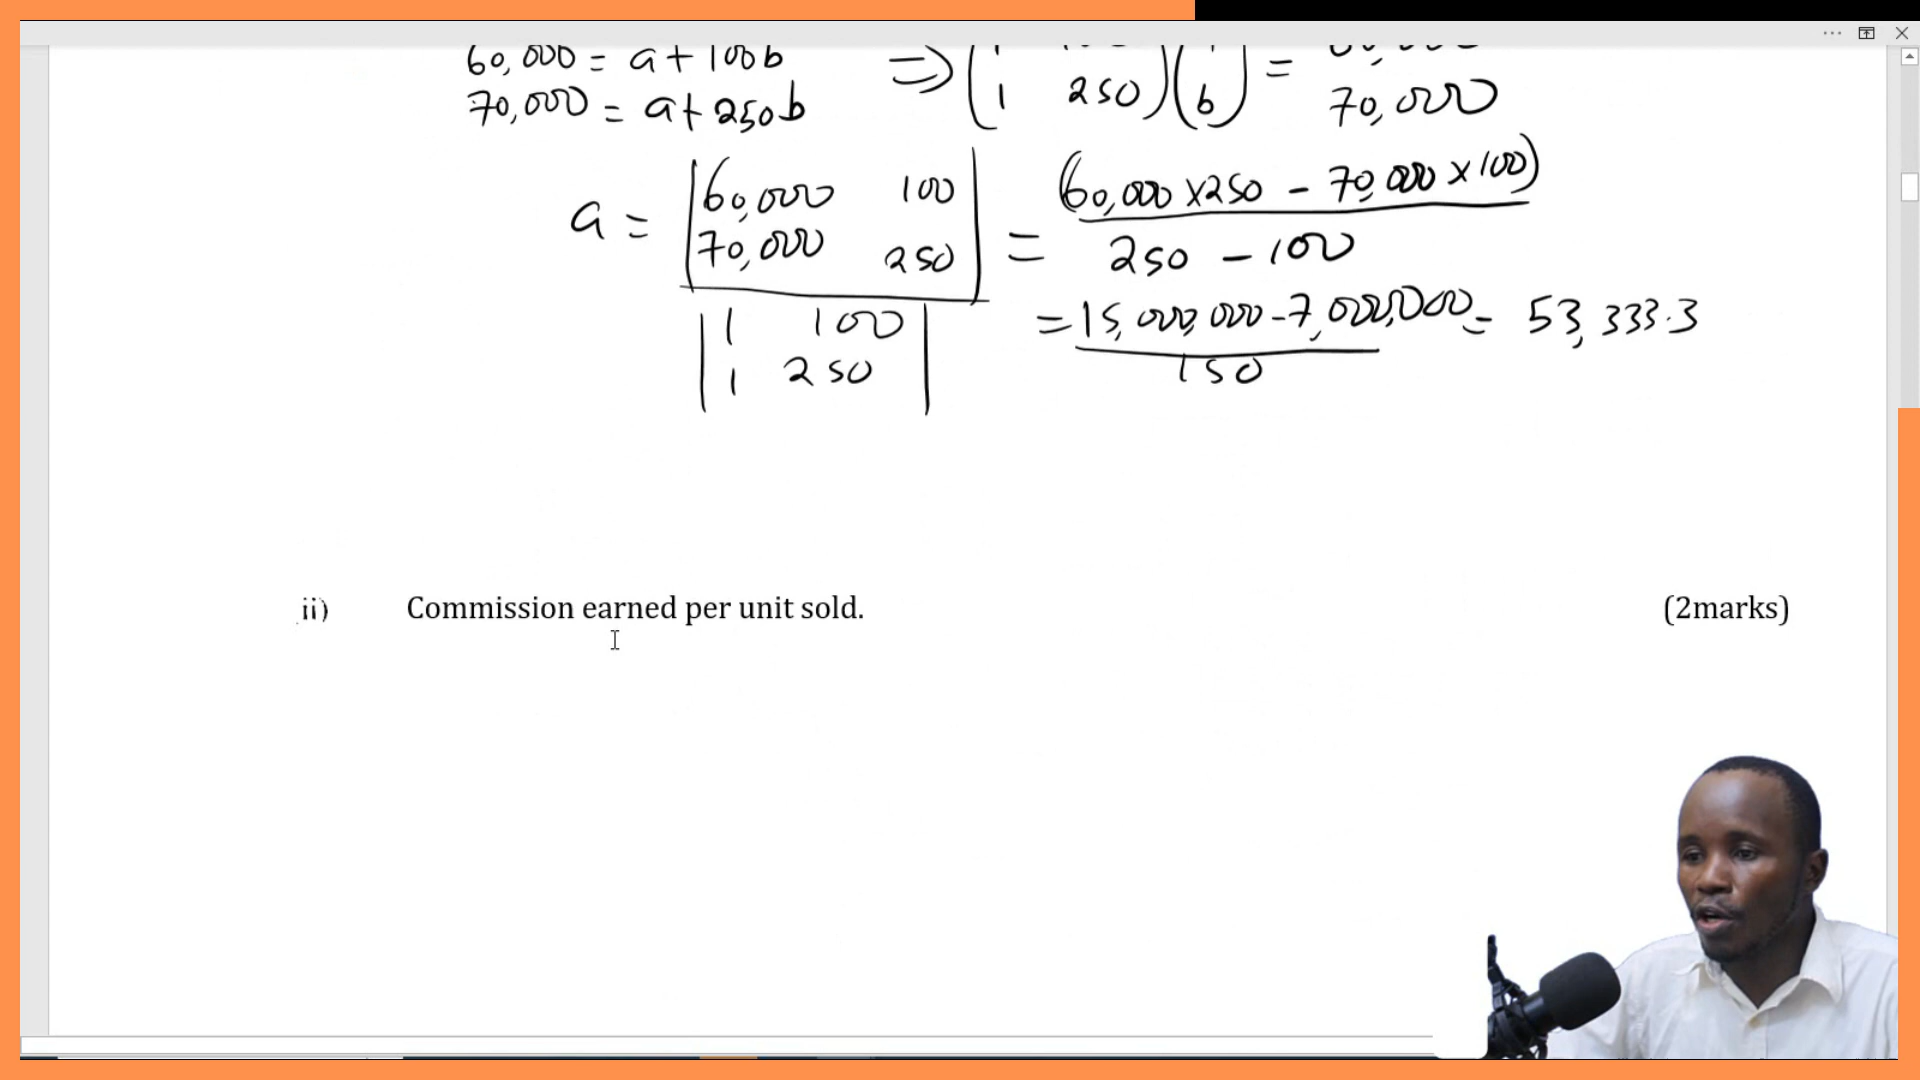 60,000 = a + 100b ⇒
70,000 = a + 250b ( 1 250 ) ( b ) = 70,000
a = | 60,000 100 | = (60,000 x 250 - 70,000 x 100)
| 70,000 250 | 250 - 100
| 1 100 | = 15,000,000 - 7,000,000 = 53,333.3
| 1 250 | 150
ii) Commission earned per unit sold. (2marks)